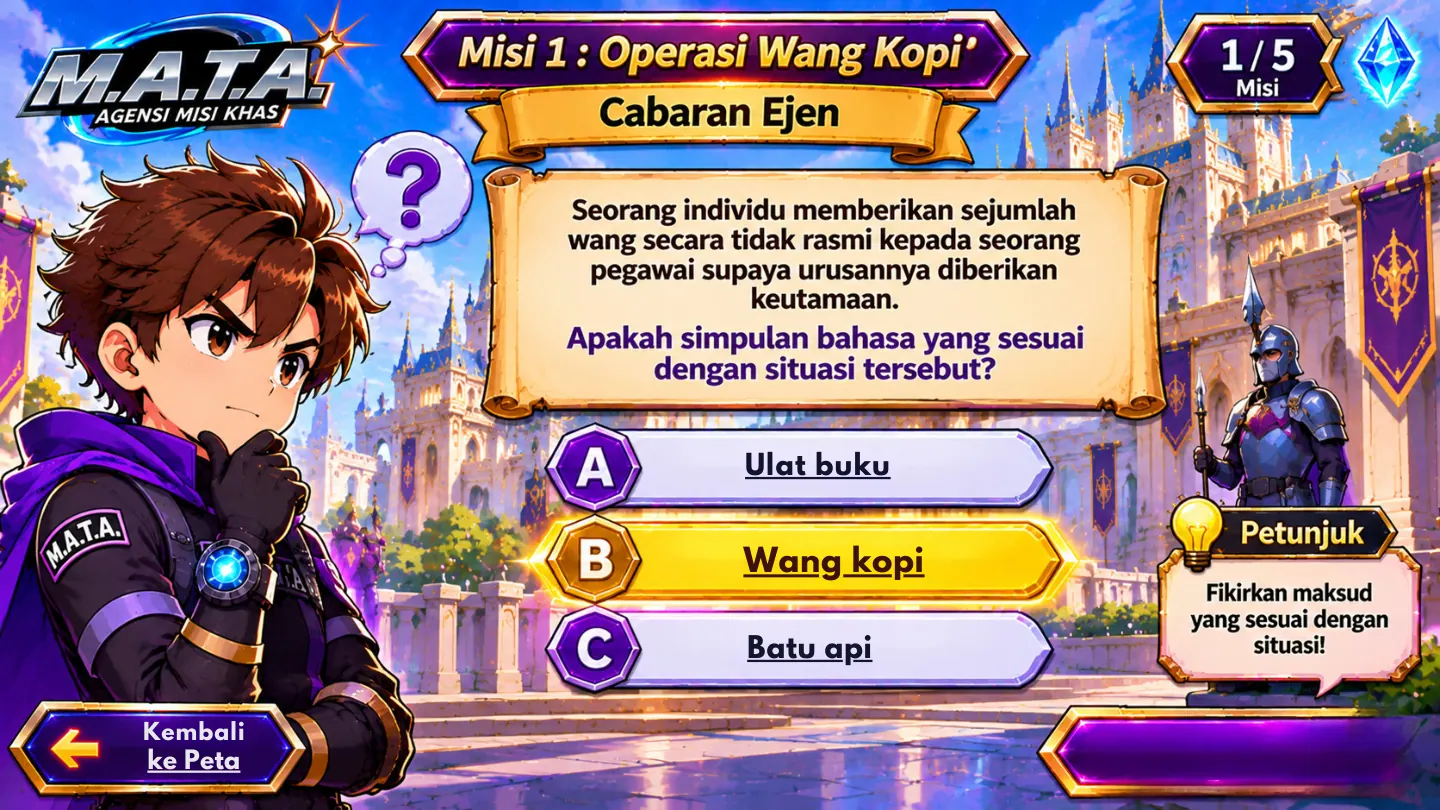 M.A.T.A.
AGENSI MISI KHAS
Misi 1 : Operasi Wang Kopi’
Cabaran Ejen
1/5
Misi
?
Seorang individu memberikan sejumlah
wang secara tidak rasmi kepada seorang
pegawai supaya urusannya diberikan
keutamaan.
Apakah simpulan bahasa yang sesuai
dengan situasi tersebut?
A Ulat buku
B Wang kopi
C Batu api
M.A.T.A.
Petunjuk
Fikirkan maksud
yang sesuai dengan
situasi!
Kembali
ke Peta